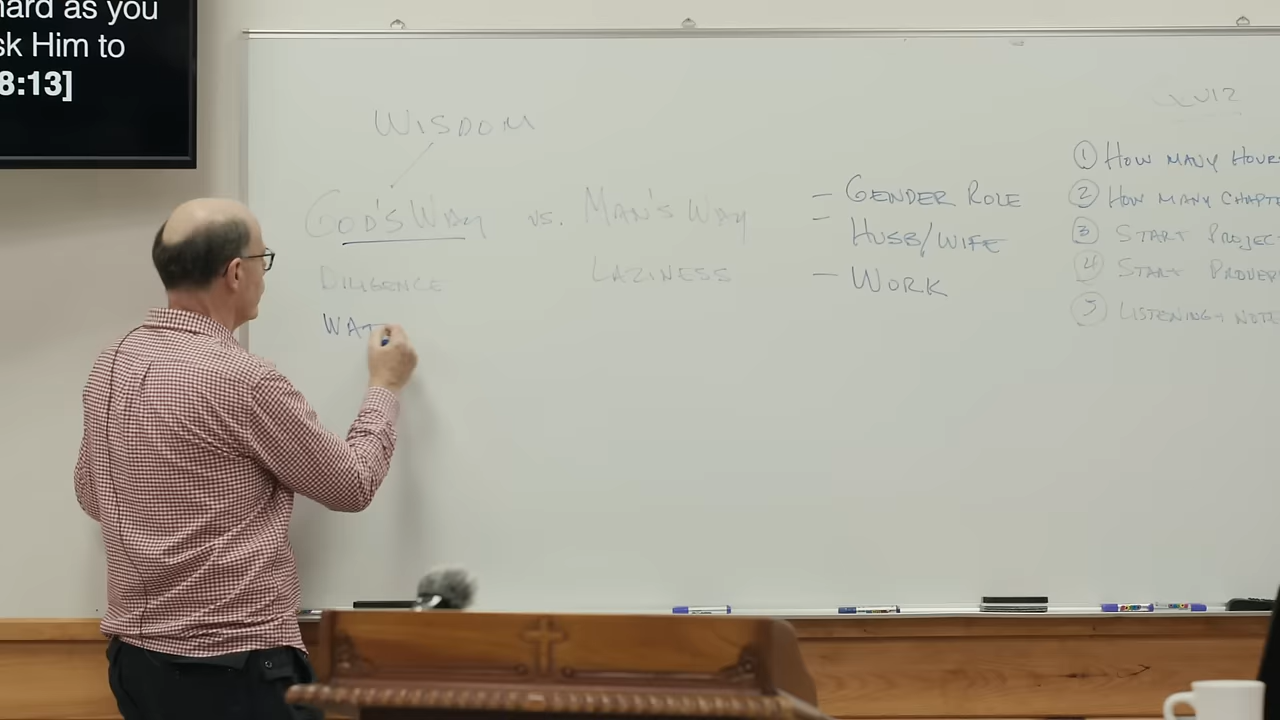 hard as you
sk Him to
8:13]
WISDOM
GOD'S WAY vs. MAN'S WAY
DILIGENCE LAZINESS
WAT
– GENDER ROLE
– HUSB/WIFE
– WORK
QUIZ
① HOW MANY HOURS
② HOW MANY CHAPTE
③ START PROJEC
④ START PROVER
⑤ LISTENING + NOTE